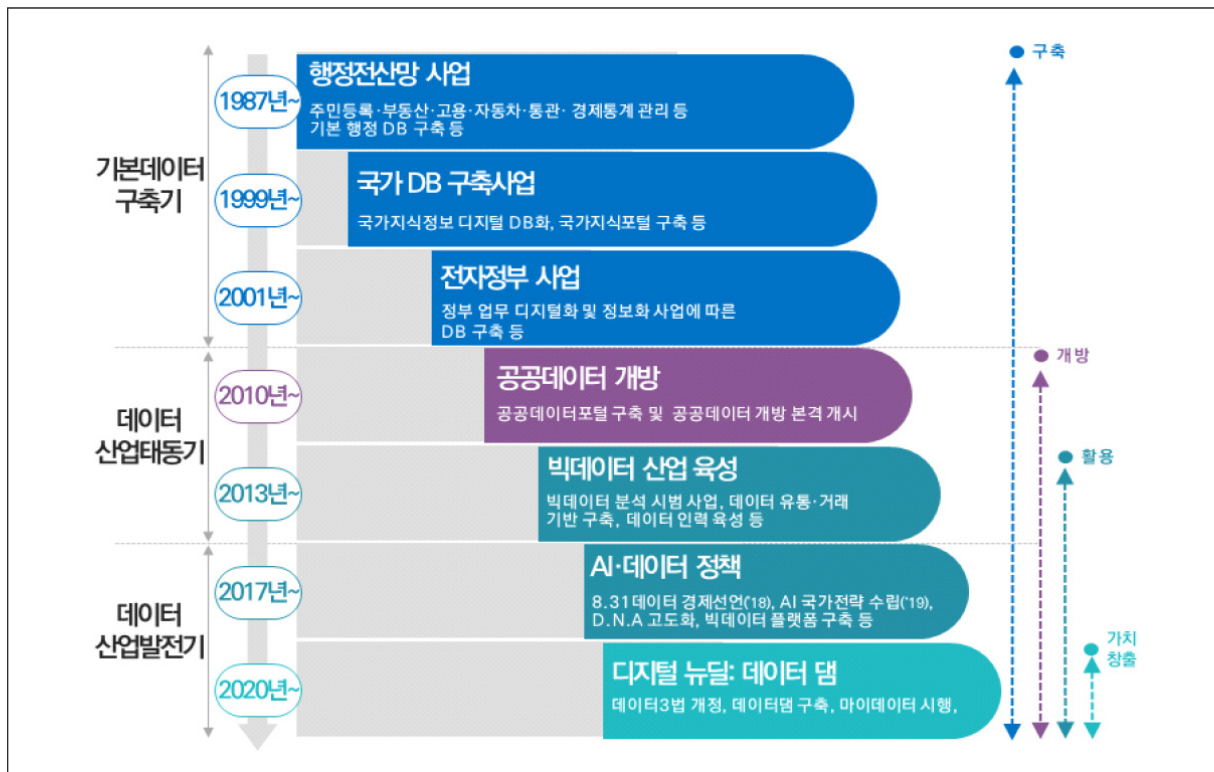 구축
1987년~
행정전산망 사업
주민등록·부동산·고용·자동차·통관· 경제통계 관리 등
기본 행정 DB 구축 등
기본데이터
구축기
1999년~
국가 DB 구축사업
국가지식정보 디지털 DB화, 국가지식포털 구축 등
2001년~
전자정부 사업
정부 업무 디지털화 및 정보화 사업에 따른
DB 구축 등
개방
2010년~
공공데이터 개방
공공데이터포털 구축 및 공공데이터 개방 본격 개시
데이터
산업태동기
활용
2013년~
빅데이터 산업 육성
빅데이터 분석 시범 사업, 데이터 유통·거래
기반 구축, 데이터 인력 육성 등
2017년~
AI·데이터 정책
8.31데이터 경제선언('18), AI 국가전략 수립('19),
D.N.A 고도화, 빅데이터 플랫폼 구축 등
데이터
산업발전기
가치
창출
2020년~
디지털 뉴딜: 데이터 댐
데이터3법 개정, 데이터댐 구축, 마이데이터 시행,